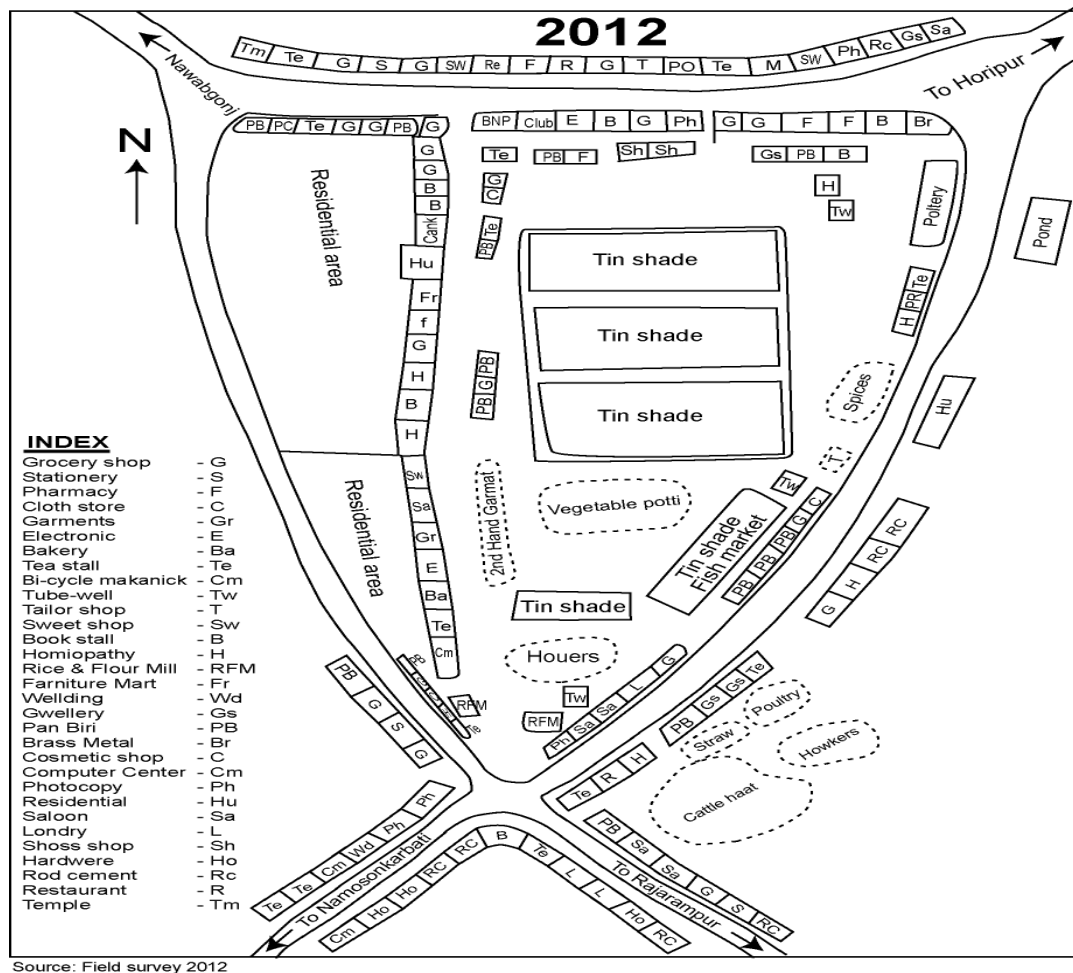 2012
Tm Te G S G SW Re F R G T PO Te M SW Ph Rc Gs Sa
Nawabgonj
To Horipur
N
PB PC Te G G PB G
BNP Club E B G Ph
G G F F B Br
Te
PB F
Sh Sh
Gs PB B
G
C
H
Tw
PB Te
G
G
B
B
Cank
Hu
Fr
f
G
H
B
H
Residential area
Poltery
Pond
Tin shade
Tin shade
Tin shade
H PR Te
PB G PB
Spices
Hu
T
Tw
INDEX
Grocery shop - G
Stationery - S
Pharmacy - F
Cloth store - C
Garments - Gr
Electronic - E
Bakery - Ba
Tea stall - Te
Bi-cycle makanick - Cm
Tube-well - Tw
Tailor shop - T
Sweet shop - Sw
Book stall - B
Homiopathy - H
Rice & Flour Mill - RFM
Farniture Mart - Fr
Wellding - Wd
Gwellery - Gs
Pan Biri - PB
Brass Metal - Br
Cosmetic shop - C
Computer Center - Cm
Photocopy - Ph
Residential - Hu
Saloon - Sa
Londry - L
Shoss shop - Sh
Hardwere - Ho
Rod cement - Rc
Restaurant - R
Temple - Tm
Residential area
Sw
Sa
Gr
E
Ba
Te
Cm
2nd Hand Garmat
Vegetable potti
Tin shade
Fish market
PB PB PB G C
G H RC RC
Tin shade
Houers
Tw
RFM
RFM
Ph Sa Sa L G
PB Gs Gs Te
Poultry
Straw
Howkers
Cattle haat
PB G S G
Te R H
Te Te Cm Wd Ph Ph
To Namosonkarbati
Cm Ho Ho RC RC B Te L L Ho RC
To Rajarampur
PB Sa Sa G S RC
Source: Field survey 2012